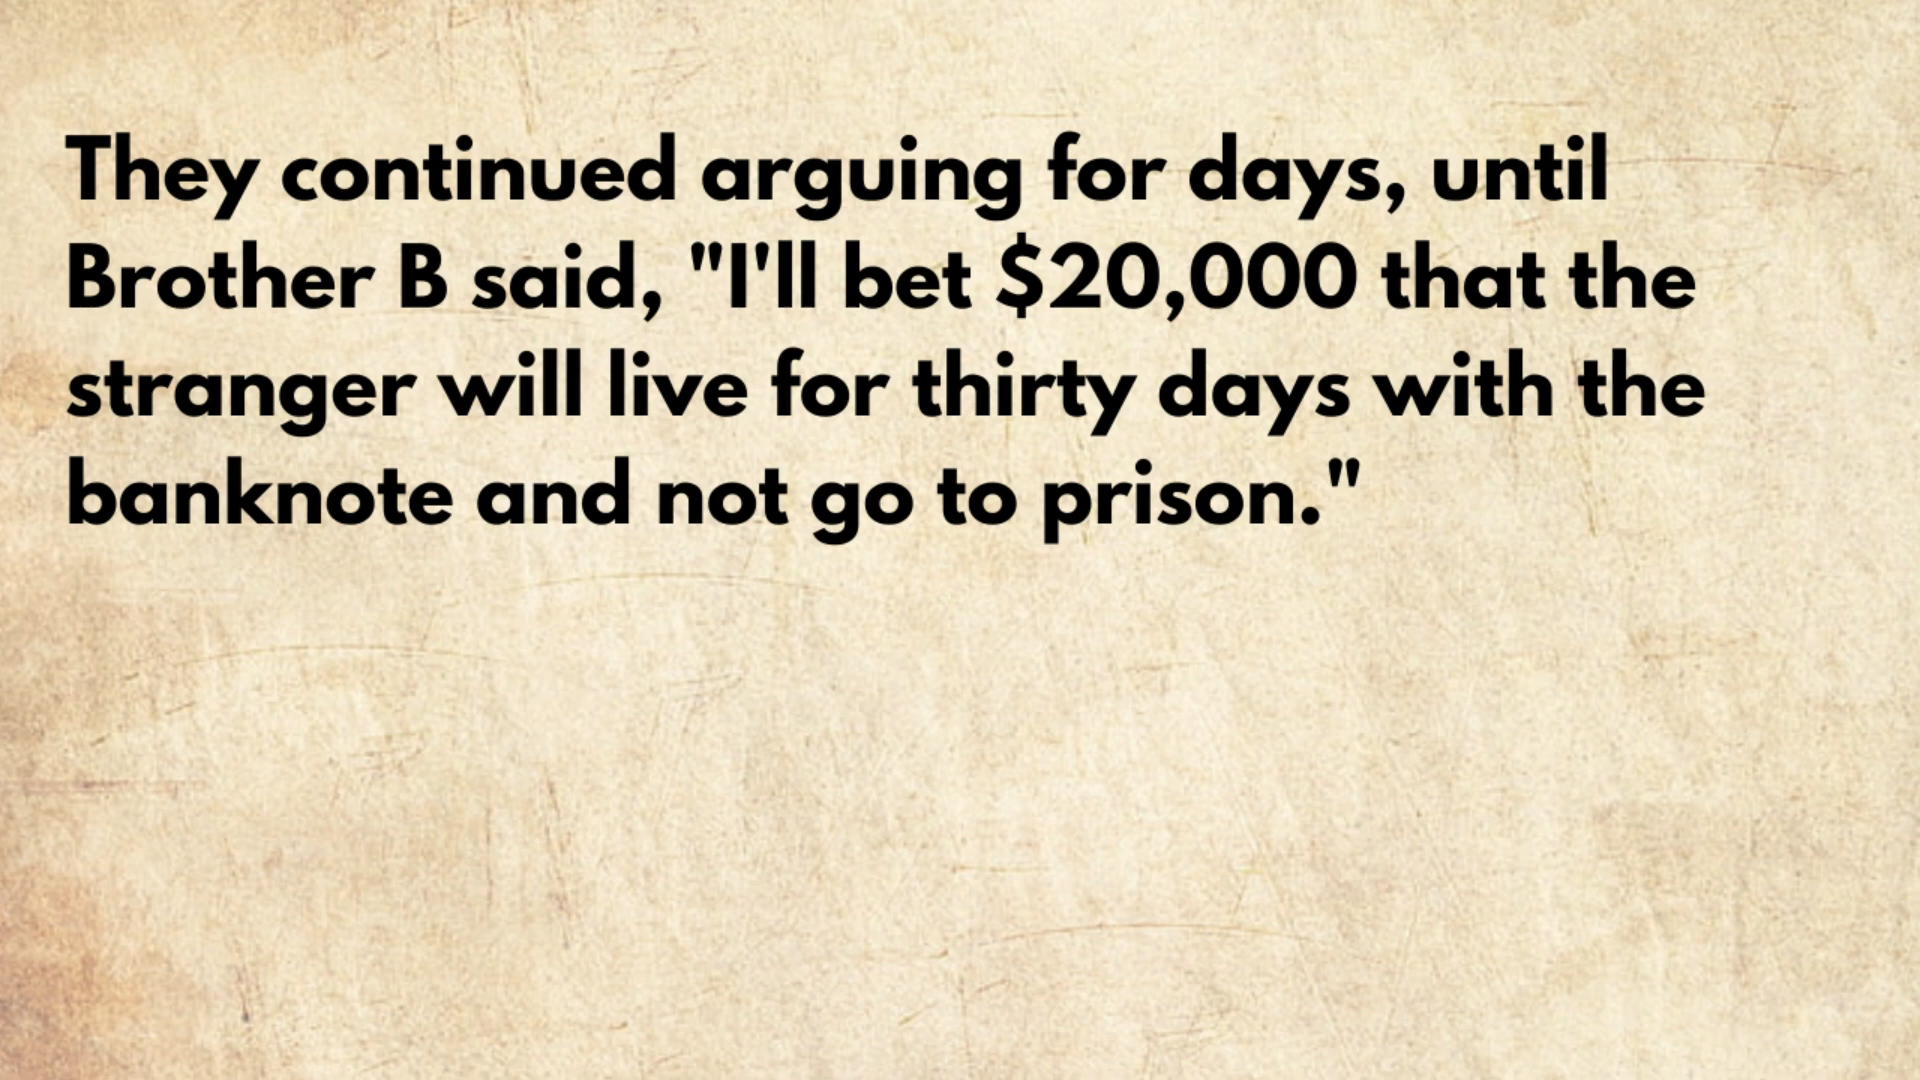 They continued arguing for days, until
Brother B said, "I'll bet $20,000 that the
stranger will live for thirty days with the
banknote and not go to prison."